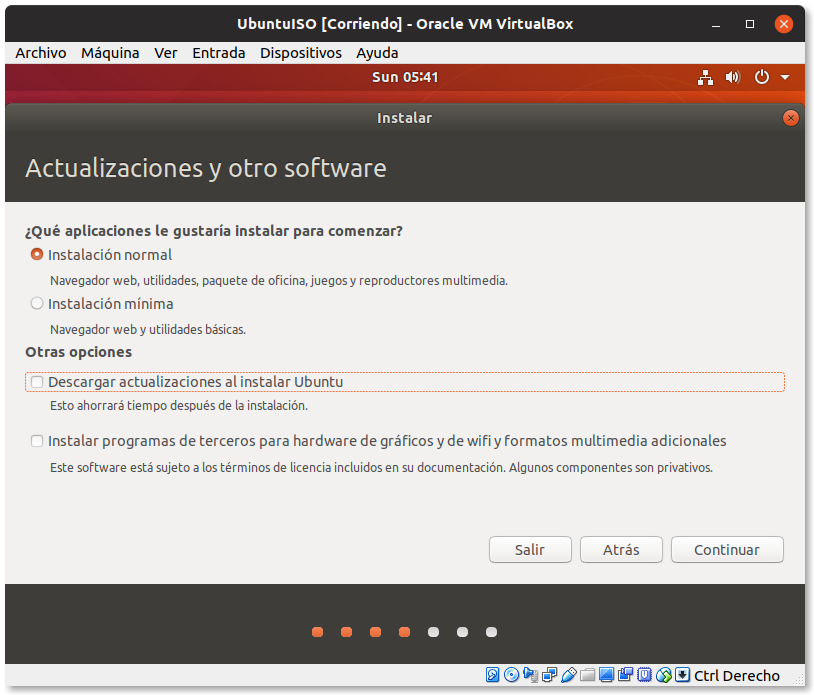 UbuntuISO [Corriendo] - Oracle VM VirtualBox
Archivo Máquina Ver Entrada Dispositivos Ayuda
Sun 05:41
Instalar
Actualizaciones y otro software
¿Qué aplicaciones le gustaría instalar para comenzar?
Instalación normal
Navegador web, utilidades, paquete de oficina, juegos y reproductores multimedia.
Instalación mínima
Navegador web y utilidades básicas.
Otras opciones
Descargar actualizaciones al instalar Ubuntu
Esto ahorrará tiempo después de la instalación.
Instalar programas de terceros para hardware de gráficos y de wifi y formatos multimedia adicionales
Este software está sujeto a los términos de licencia incluidos en su documentación. Algunos componentes son privativos.
Salir Atrás Continuar
Ctrl Derecho